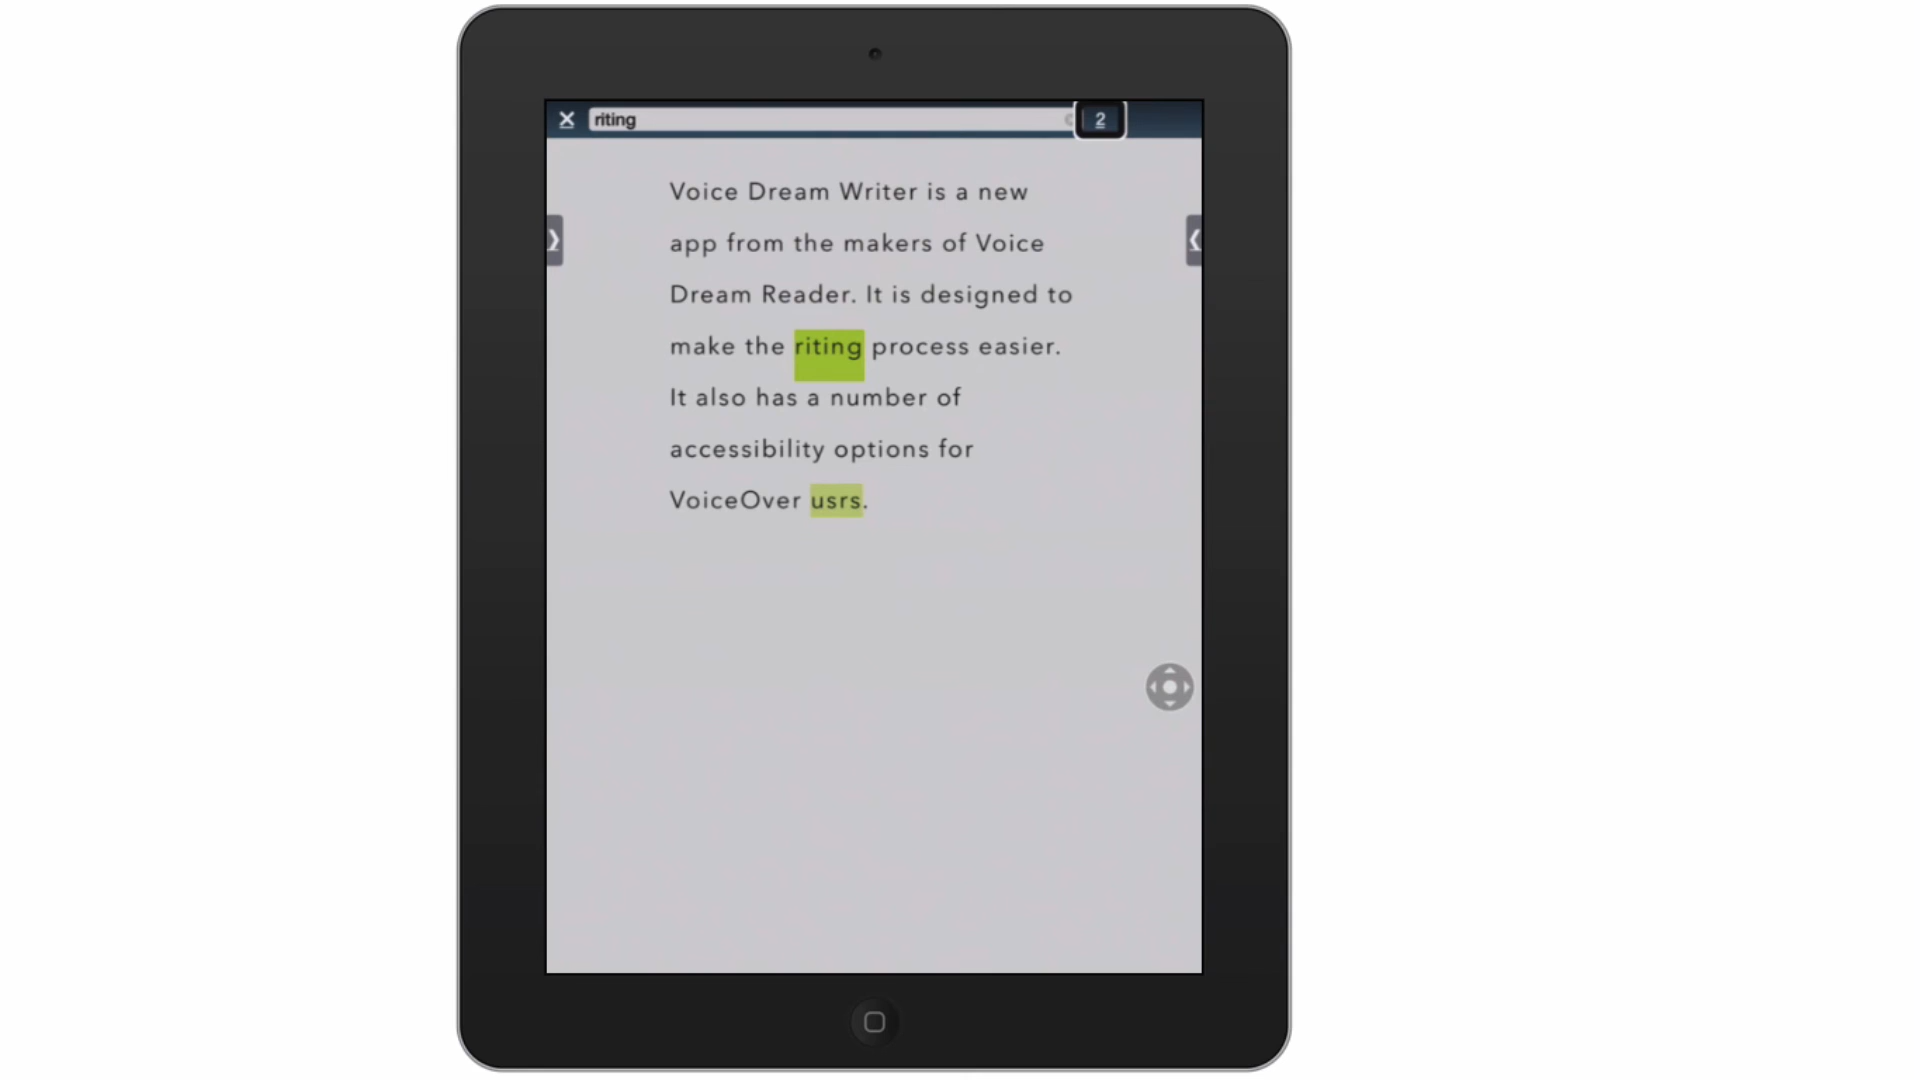 riting 2
Voice Dream Writer is a new
app from the makers of Voice
Dream Reader. It is designed to
make the riting process easier.
It also has a number of
accessibility options for
VoiceOver usrs.